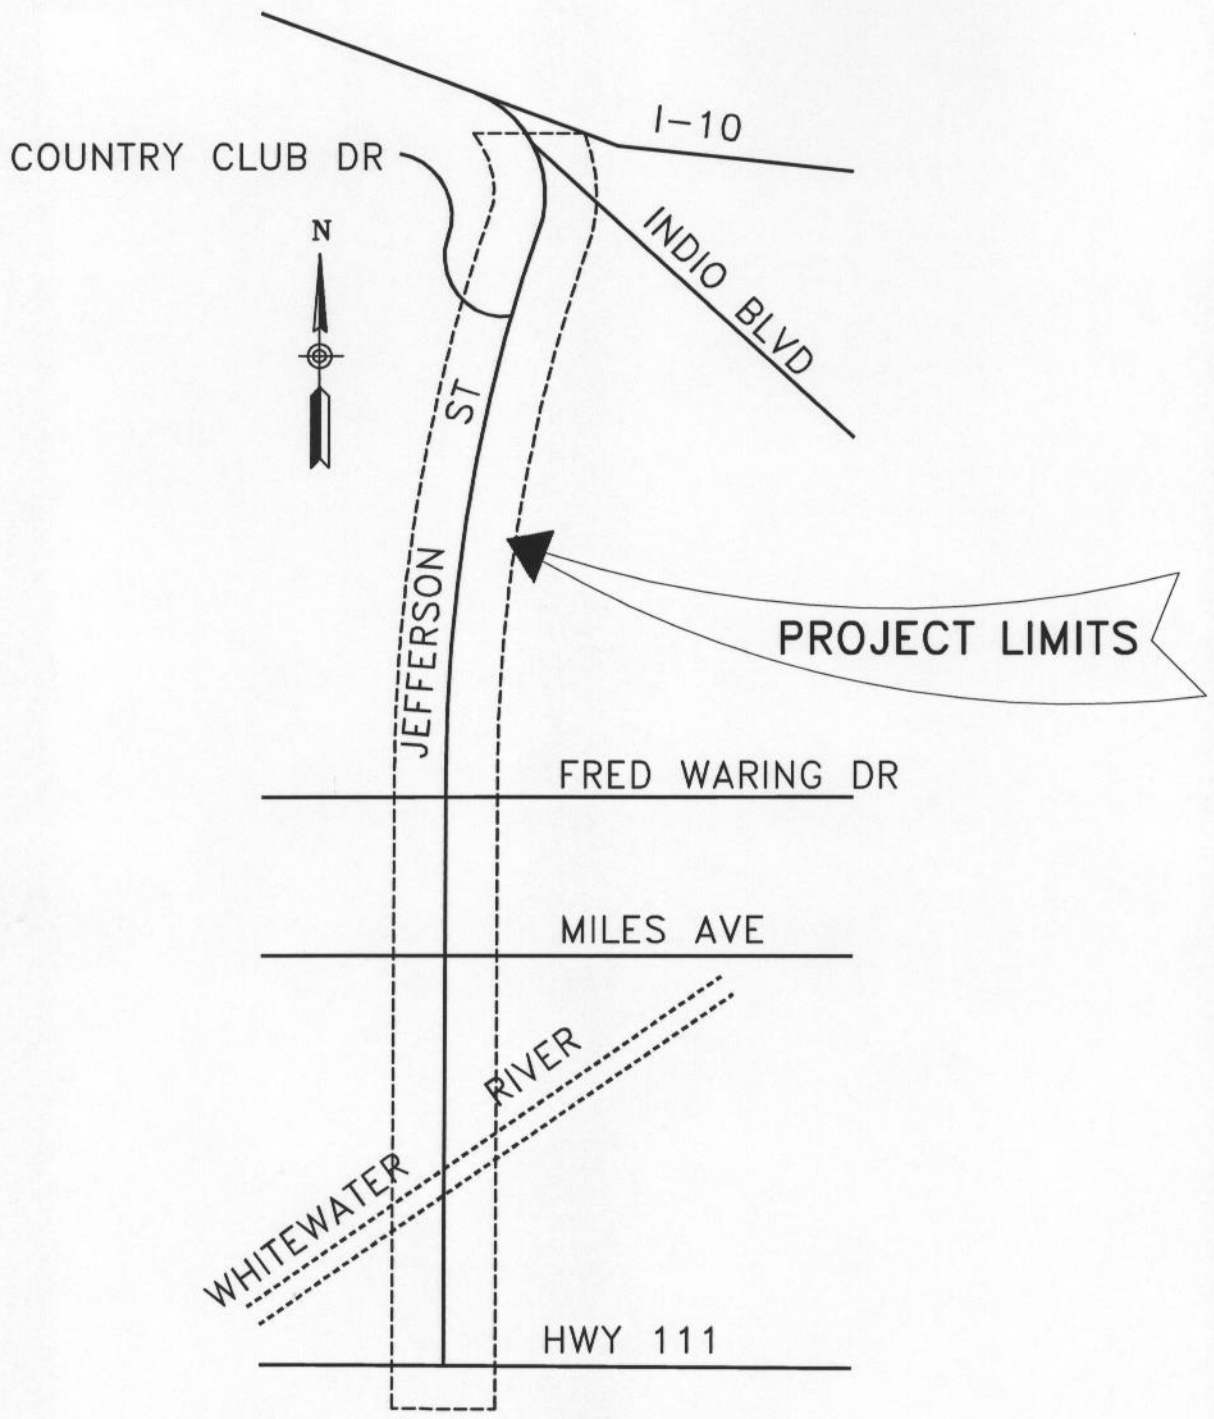 I-10
COUNTRY CLUB DR
N
INDIO BLVD
JEFFERSON ST
PROJECT LIMITS
FRED WARING DR
MILES AVE
WHITEWATER RIVER
HWY 111